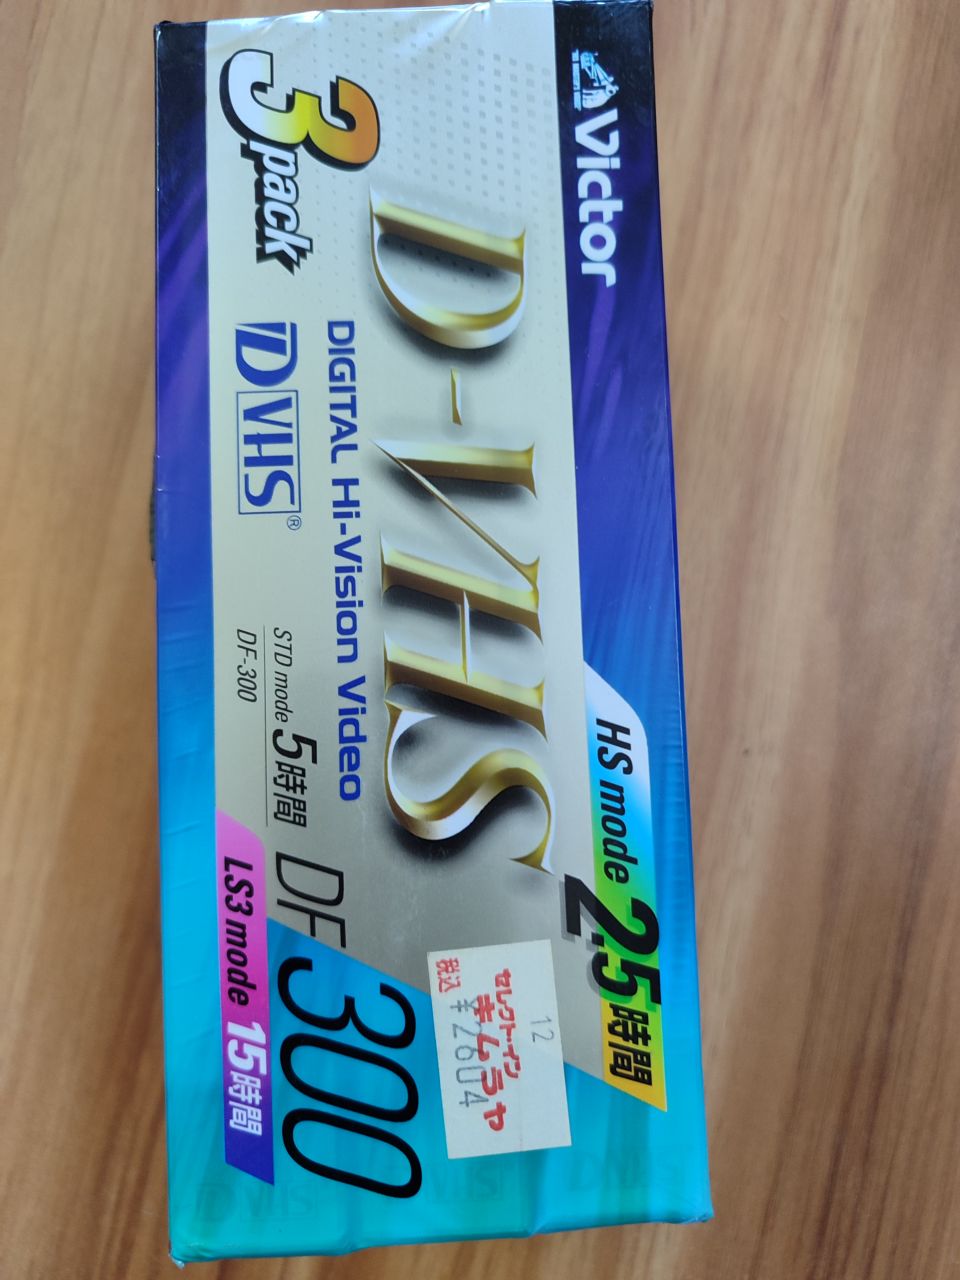 Victor
HS mode 2.5時間
D-VHS
DIGITAL Hi-Vision Video
3pack
D VHS®
STD mode 5時間
DF-300
DF 300
LS3 mode 15時間
12
セレクト・イン
キムラヤ
税込 ¥2604